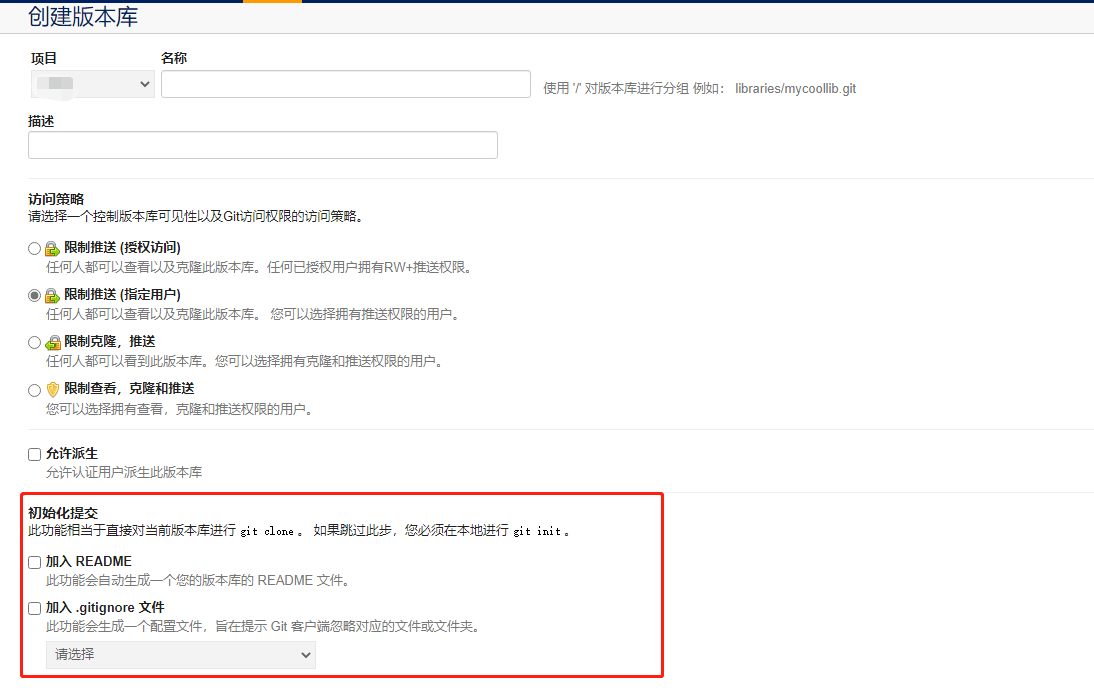 创建版本库
项目 名称
使用 '/' 对版本库进行分组 例如： libraries/mycoollib.git
描述
访问策略
请选择一个控制版本库可见性以及Git访问权限的访问策略。
限制推送 (授权访问)
任何人都可以查看以及克隆此版本库。任何已授权用户拥有RW+推送权限。
限制推送 (指定用户)
任何人都可以查看以及克隆此版本库。 您可以选择拥有推送权限的用户。
限制克隆，推送
任何人都可以看到此版本库。您可以选择拥有克隆和推送权限的用户。
限制查看，克隆和推送
您可以选择拥有查看，克隆和推送权限的用户。
允许派生
允许认证用户派生此版本库
初始化提交
此功能相当于直接对当前版本库进行 git clone 。 如果跳过此步，您必须在本地进行 git init 。
加入 README
此功能会自动生成一个您的版本库的 README 文件。
加入 .gitignore 文件
此功能会生成一个配置文件，旨在提示 Git 客户端忽略对应的文件或文件夹。
请选择